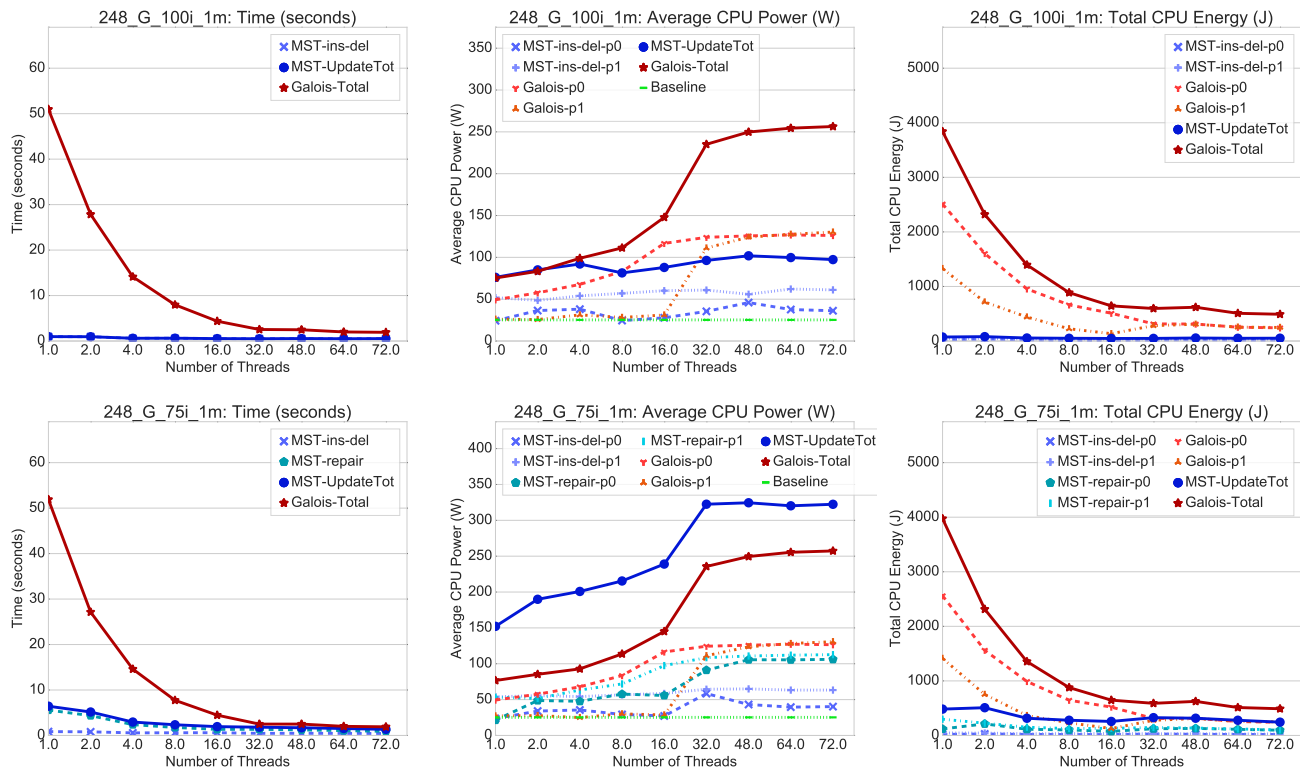 248_G_100i_1m: Time (seconds)
MST-ins-del
MST-UpdateTot
Galois-Total
60
50
40
30
20
10
0
Time (seconds)
1.0 2.0 4.0 8.0 16.0 32.0 48.0 64.0 72.0
Number of Threads
248_G_100i_1m: Average CPU Power (W)
MST-ins-del-p0 MST-UpdateTot
MST-ins-del-p1 Galois-Total
Galois-p0 Baseline
Galois-p1
350
300
250
200
150
100
50
0
Average CPU Power (W)
1.0 2.0 4.0 8.0 16.0 32.0 48.0 64.0 72.0
Number of Threads
248_G_100i_1m: Total CPU Energy (J)
MST-ins-del-p0
MST-ins-del-p1
Galois-p0
Galois-p1
MST-UpdateTot
Galois-Total
5000
4000
3000
2000
1000
0
Total CPU Energy (J)
1.0 2.0 4.0 8.0 16.0 32.0 48.0 64.0 72.0
Number of Threads
248_G_75i_1m: Time (seconds)
MST-ins-del
MST-repair
MST-UpdateTot
Galois-Total
60
50
40
30
20
10
0
Time (seconds)
1.0 2.0 4.0 8.0 16.0 32.0 48.0 64.0 72.0
Number of Threads
248_G_75i_1m: Average CPU Power (W)
MST-ins-del-p0 MST-repair-p1 MST-UpdateTot
MST-ins-del-p1 Galois-p0 Galois-Total
MST-repair-p0 Galois-p1 Baseline
400
350
300
250
200
150
100
50
0
Average CPU Power (W)
1.0 2.0 4.0 8.0 16.0 32.0 48.0 64.0 72.0
Number of Threads
248_G_75i_1m: Total CPU Energy (J)
MST-ins-del-p0 Galois-p0
MST-ins-del-p1 Galois-p1
MST-repair-p0 MST-UpdateTot
MST-repair-p1 Galois-Total
5000
4000
3000
2000
1000
0
Total CPU Energy (J)
1.0 2.0 4.0 8.0 16.0 32.0 48.0 64.0 72.0
Number of Threads